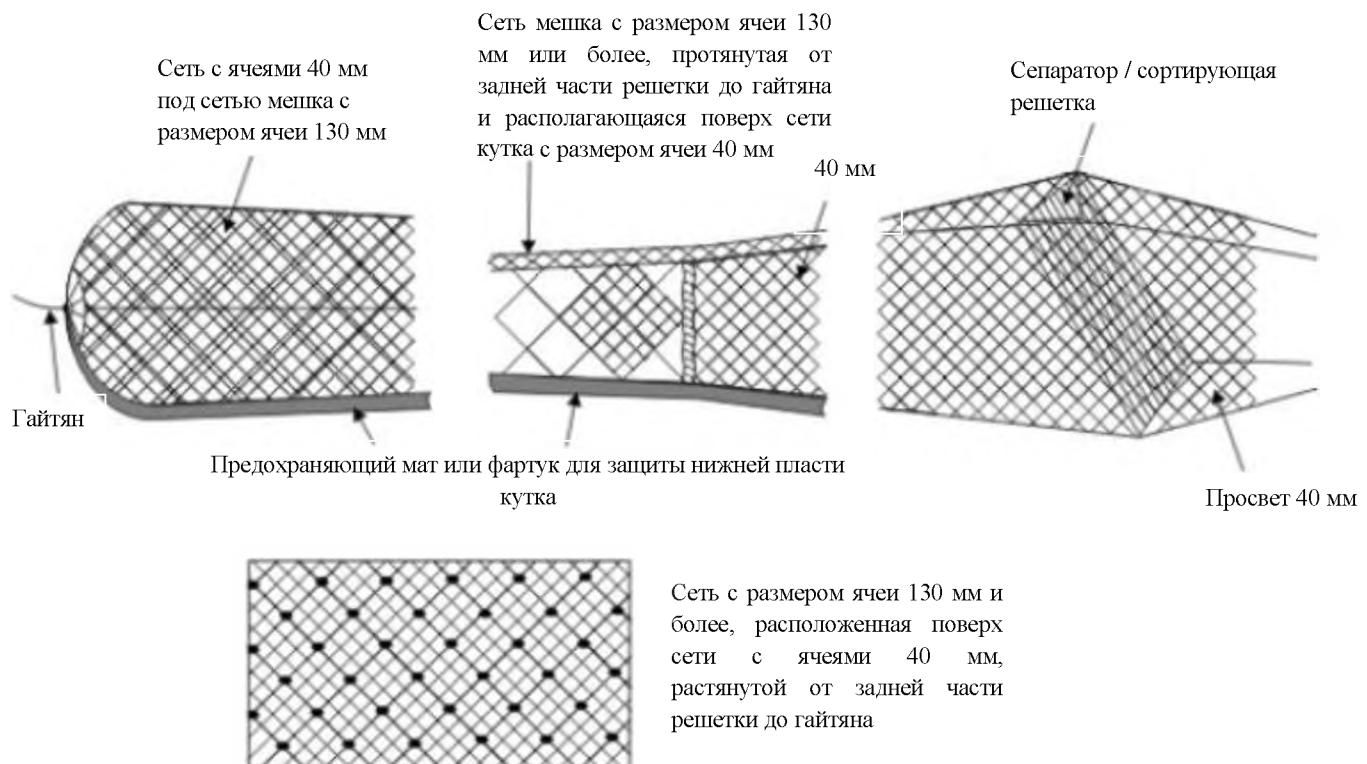 Сеть с ячеями 40 мм
под сетью мешка с
размером ячеи 130 мм
Сеть мешка с размером ячеи 130
мм или более, протянутая от
задней части решетки до гайтяна
и располагающаяся поверх сети
кутка с размером ячеи 40 мм
40 мм
Сепаратор / сортирующая
решетка
Гайтян
Предохраняющий мат или фартук для защиты нижней пласти
кутка
Просвет 40 мм
Сеть с размером ячеи 130 мм и
более, расположенная поверх
сети с ячеями 40 мм,
растянутой от задней части
решетки до гайтяна